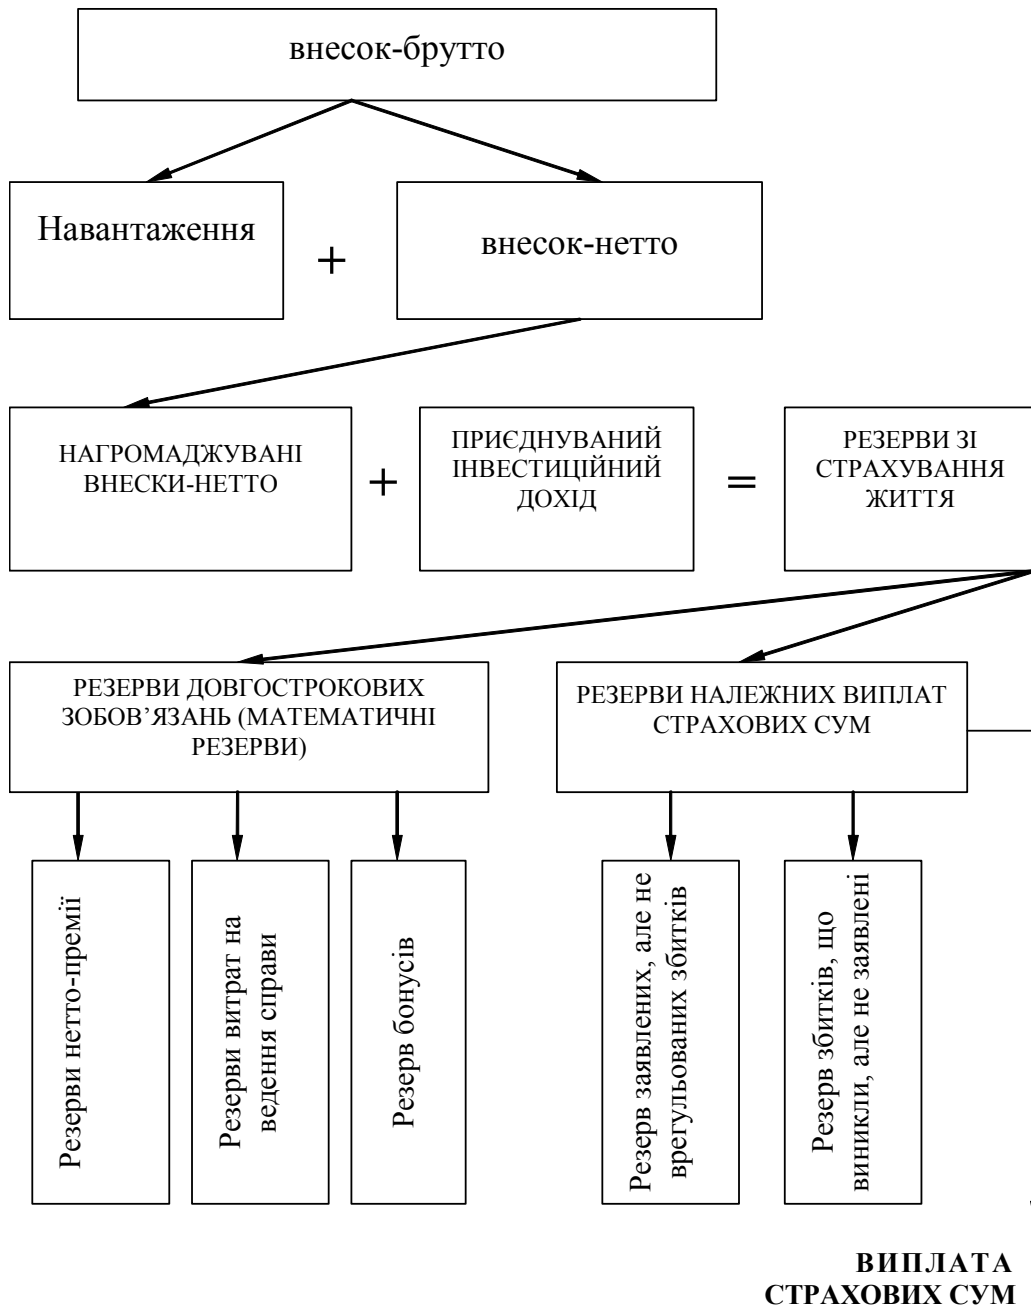 внесок-брутто
Навантаження
+
внесок-нетто
НАГРОМАДЖУВАНІ
ВНЕСКИ-НЕТТО
+
ПРИЄДНУВАНИЙ
ІНВЕСТИЦІЙНИЙ
ДОХІД
=
РЕЗЕРВИ ЗІ
СТРАХУВАННЯ
ЖИТТЯ
РЕЗЕРВИ ДОВГОСТРОКОВИХ
ЗОБОВ’ЯЗАНЬ (МАТЕМАТИЧНІ
РЕЗЕРВИ)
РЕЗЕРВИ НАЛЕЖНИХ ВИПЛАТ
СТРАХОВИХ СУМ
Резерви нетто-премії
Резерви витрат на
ведення справи
Резерв бонусів
Резерв заявлених, але не
врегульованих збитків
Резерв збитків, що
виникли, але не заявлені
ВИПЛАТА
СТРАХОВИХ СУМ